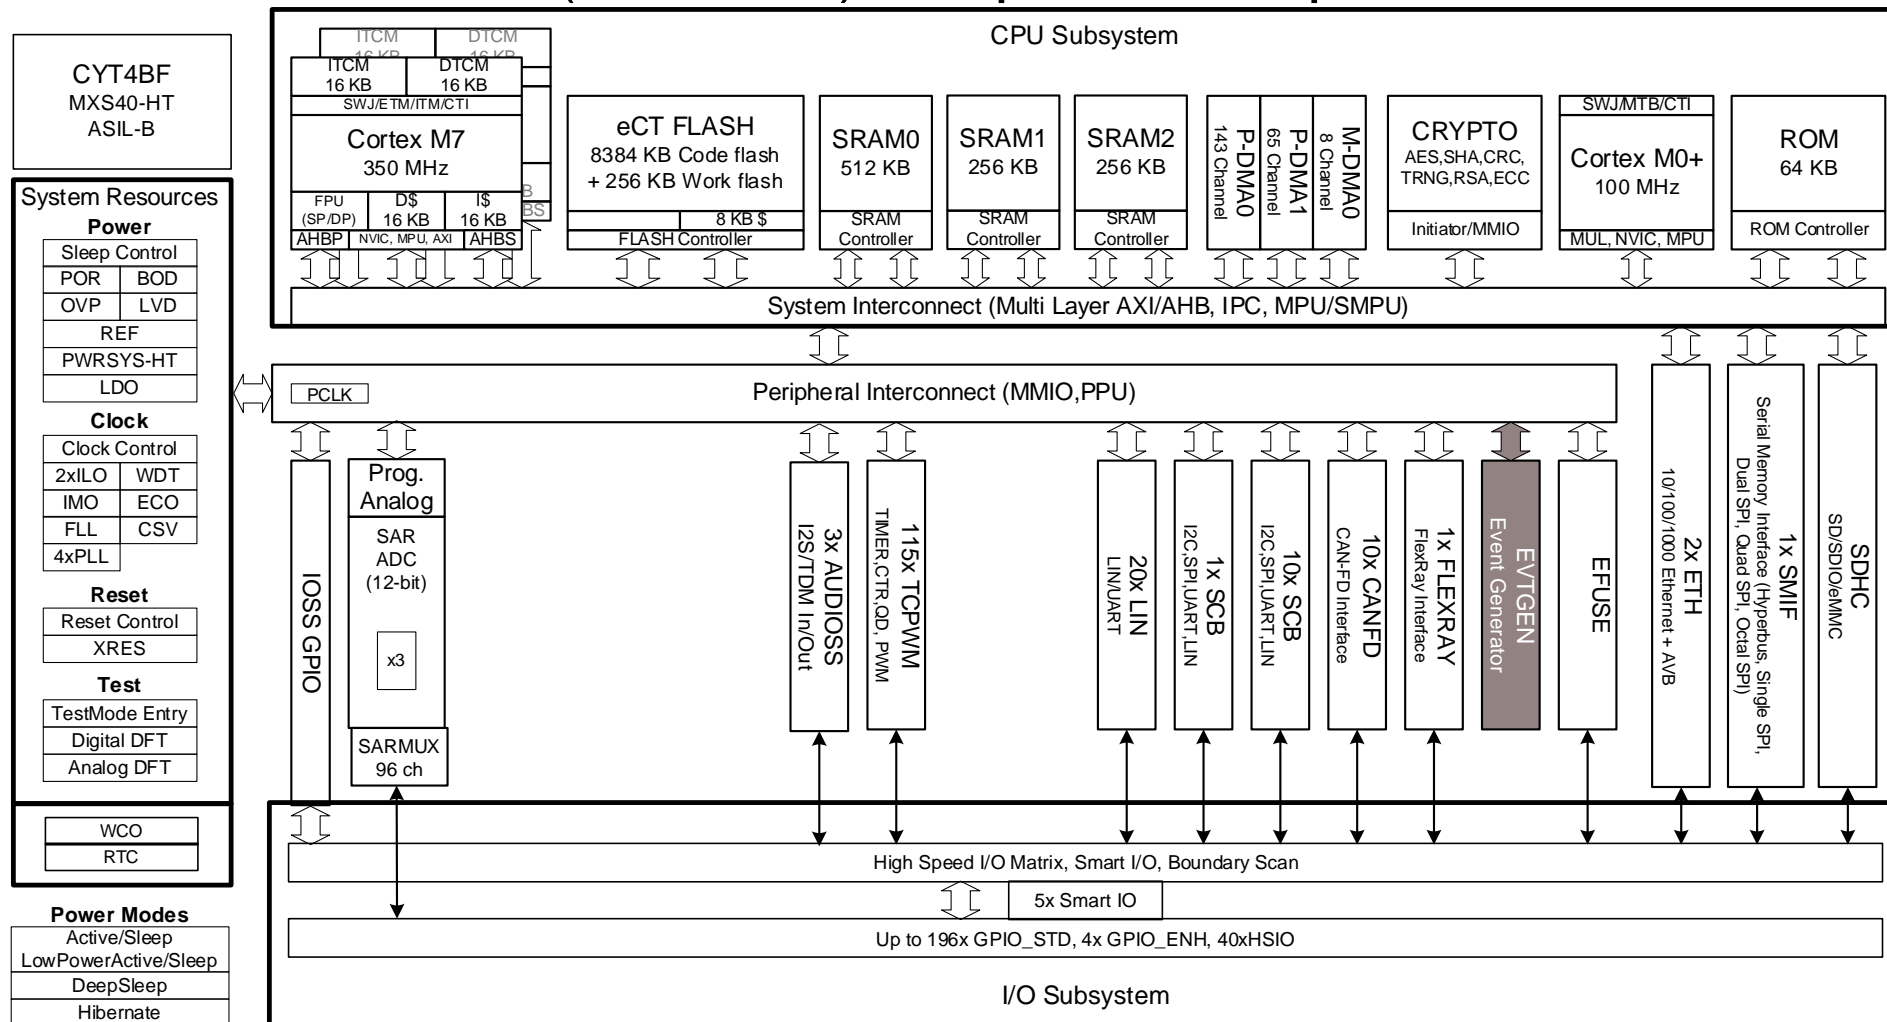 CPU Subsystem
CYT4BF
MXS40-HT
ASIL-B
System Resources
Power
Sleep Control
POR
BOD
OVP
LVD
REF
PWRSYS-HT
LDO
Clock
Clock Control
2xILO
WDT
IMO
ECO
FLL
CSV
4xPLL
Reset
Reset Control
XRES
Test
TestMode Entry
Digital DFT
Analog DFT
WCO
RTC
Power Modes
Active/Sleep
LowPowerActive/Sleep
DeepSleep
Hibernate
ITCM
16 KB
DTCM
16 KB
ITCM
16 KB
DTCM
16 KB
SWJ/ETM/ITM/CTI
Cortex M7
350 MHz
FPU
(SP/DP)
D$
16 KB
I$
16 KB
B
BS
AHBP
NVIC, MPU, AXI
AHBS
eCT FLASH
8384 KB Code flash
+ 256 KB Work flash
8 KB $
FLASH Controller
SRAM0
512 KB
SRAM
Controller
SRAM1
256 KB
SRAM
Controller
SRAM2
256 KB
SRAM
Controller
P-DMA0
143 Channel
P-DMA1
65 Channel
M-DMA0
8 Channel
CRYPTO
AES,SHA,CRC,
TRNG,RSA,ECC
Initiator/MMIO
SWJ/MTB/CTI
Cortex M0+
100 MHz
MUL, NVIC, MPU
ROM
64 KB
ROM Controller
System Interconnect (Multi Layer AXI/AHB, IPC, MPU/SMPU)
PCLK
Peripheral Interconnect (MMIO,PPU)
IOSS GPIO
Prog.
Analog
SAR
ADC
(12-bit)
x3
SARMUX
96 ch
3x AUDIOSS
I2S/TDM In/Out
115x TCPWM
TIMER,CTR,QD, PWM
20x LIN
LIN/UART
1x SCB
I2C,SPI,UART,LIN
10x SCB
I2C,SPI,UART,LIN
10x CANFD
CAN-FD Interface
1x FLEXRAY
FlexRay Interface
EVTGEN
Event Generator
EFUSE
2x ETH
10/100/1000 Ethernet + AVB
1x SMIF
Serial Memory Interface (Hyperbus, Single SPI,
Dual SPI, Quad SPI, Octal SPI)
SDHC
SD/SDIO/eMMC
High Speed I/O Matrix, Smart I/O, Boundary Scan
5x Smart IO
Up to 196x GPIO_STD, 4x GPIO_ENH, 40xHSIO
I/O Subsystem